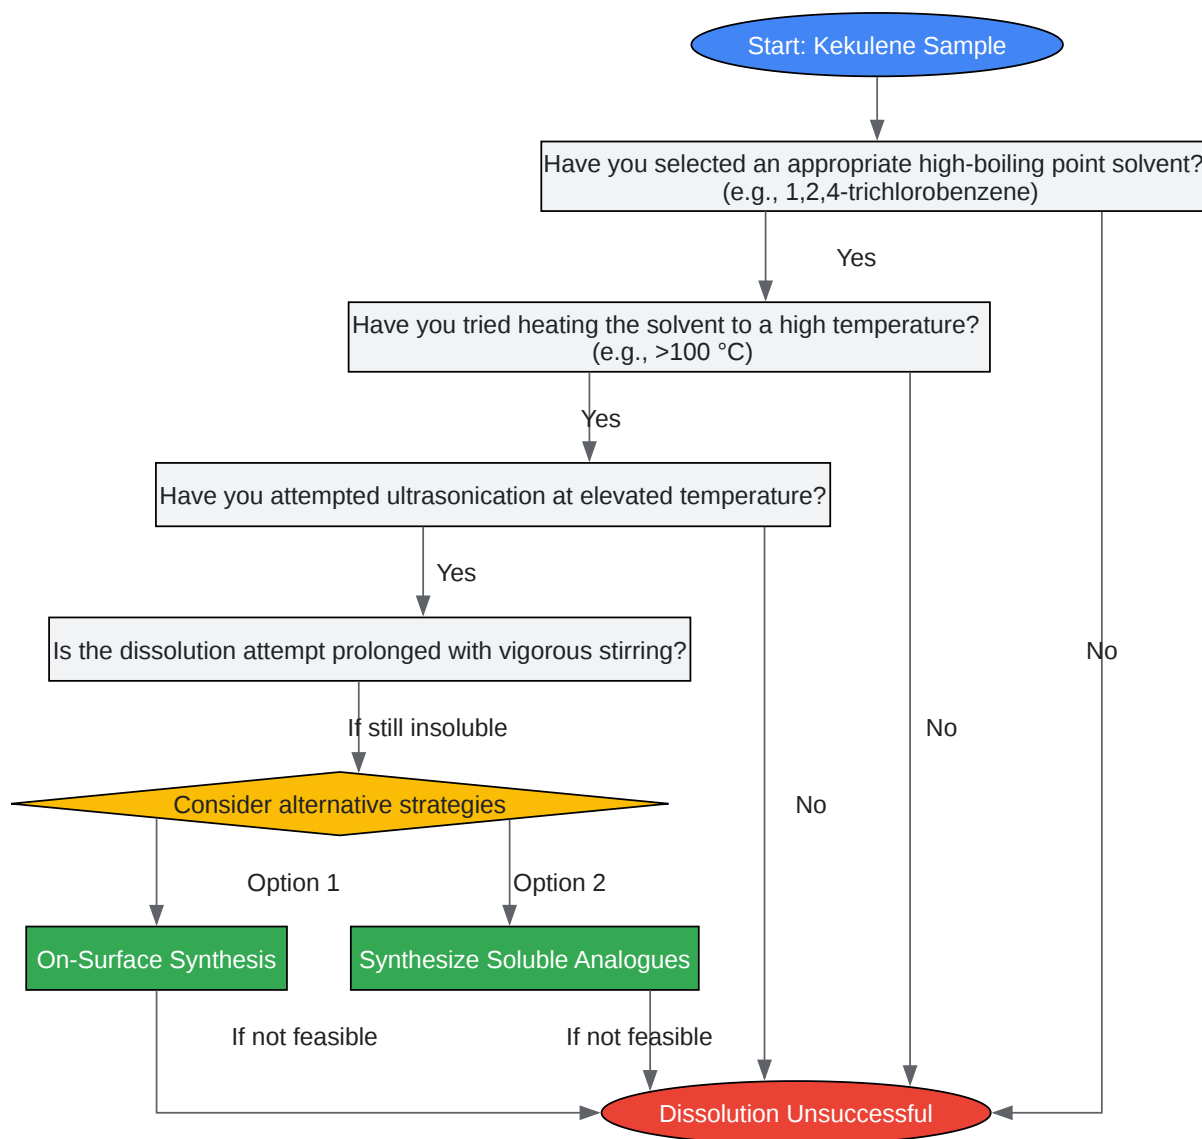 Start: Kekulene Sample
Have you selected an appropriate high-boiling point solvent?
(e.g., 1,2,4-trichlorobenzene)
Yes
Have you tried heating the solvent to a high temperature?
(e.g., >100 °C)
Yes
Have you attempted ultrasonication at elevated temperature?
Yes
Is the dissolution attempt prolonged with vigorous stirring?
No
If still insoluble
No
Consider alternative strategies
No
Option 1
Option 2
On-Surface Synthesis
Synthesize Soluble Analogues
If not feasible
If not feasible
Dissolution Unsuccessful